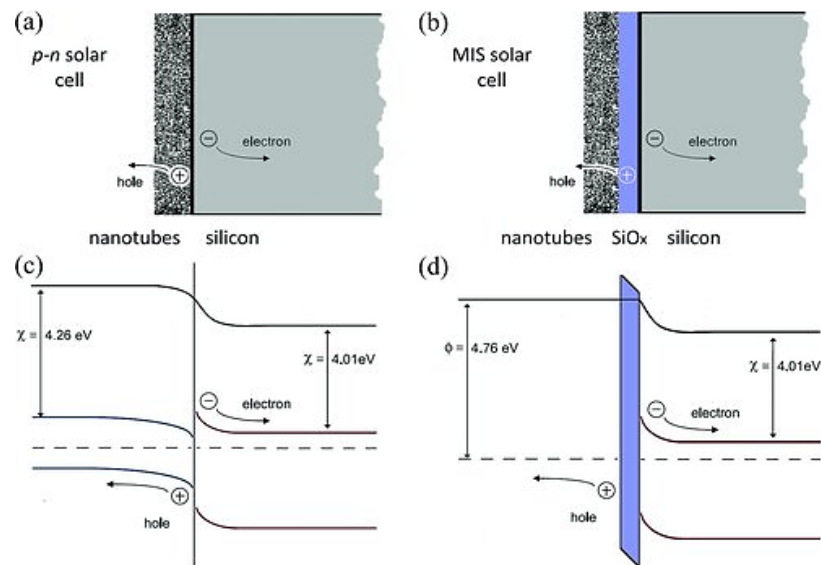 (a)
p-n solar
cell
electron
hole
nanotubes silicon
(b)
MIS solar
cell
electron
hole
nanotubes SiOx silicon
(c)
χ = 4.26 eV
χ = 4.01eV
electron
hole
(d)
ϕ = 4.76 eV
χ = 4.01eV
electron
hole